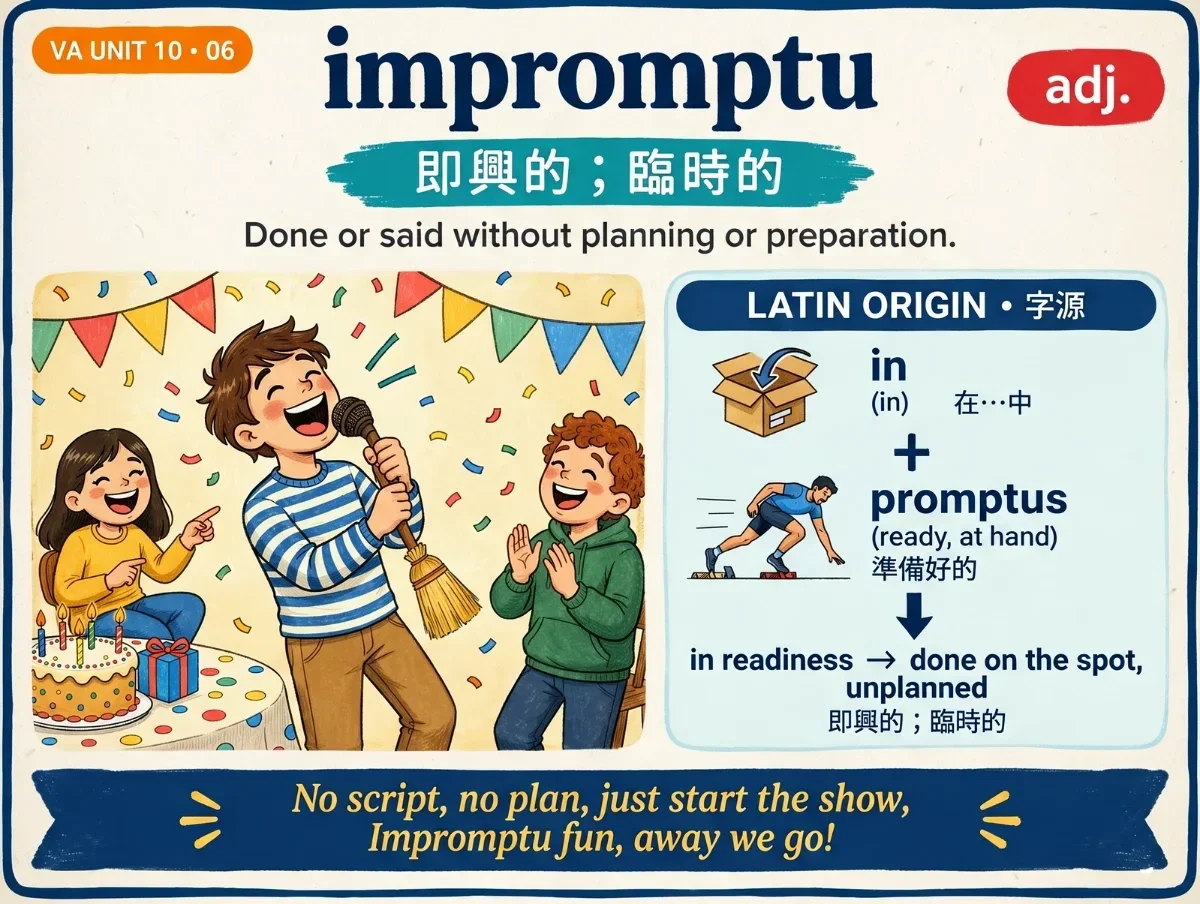 VA UNIT 10 • 06
impromptu
adj.
即興的；臨時的
Done or said without planning or preparation.
LATIN ORIGIN • 字源
in
(in) 在⋯中
+
promptus
(ready, at hand)
準備好的
in readiness → done on the spot,
unplanned
即興的；臨時的
No script, no plan, just start the show,
Impromptu fun, away we go!